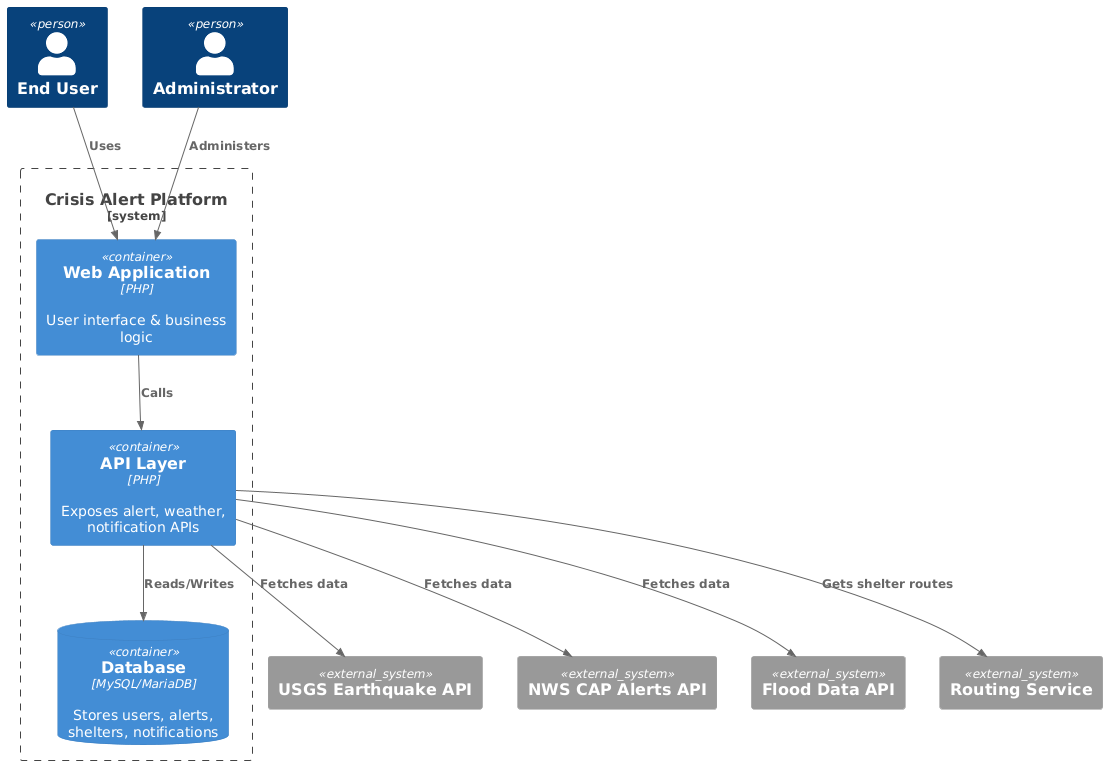 «person»
End User
«person»
Administrator
Uses
Administers
Crisis Alert Platform
[system]
«container»
Web Application
[PHP]
User interface & business
logic
Calls
«container»
API Layer
[PHP]
Exposes alert, weather,
notification APIs
Reads/Writes
Fetches data
Fetches data
Fetches data
Gets shelter routes
«container»
Database
[MySQL/MariaDB]
Stores users, alerts,
shelters, notifications
«external_system»
USGS Earthquake API
«external_system»
NWS CAP Alerts API
«external_system»
Flood Data API
«external_system»
Routing Service